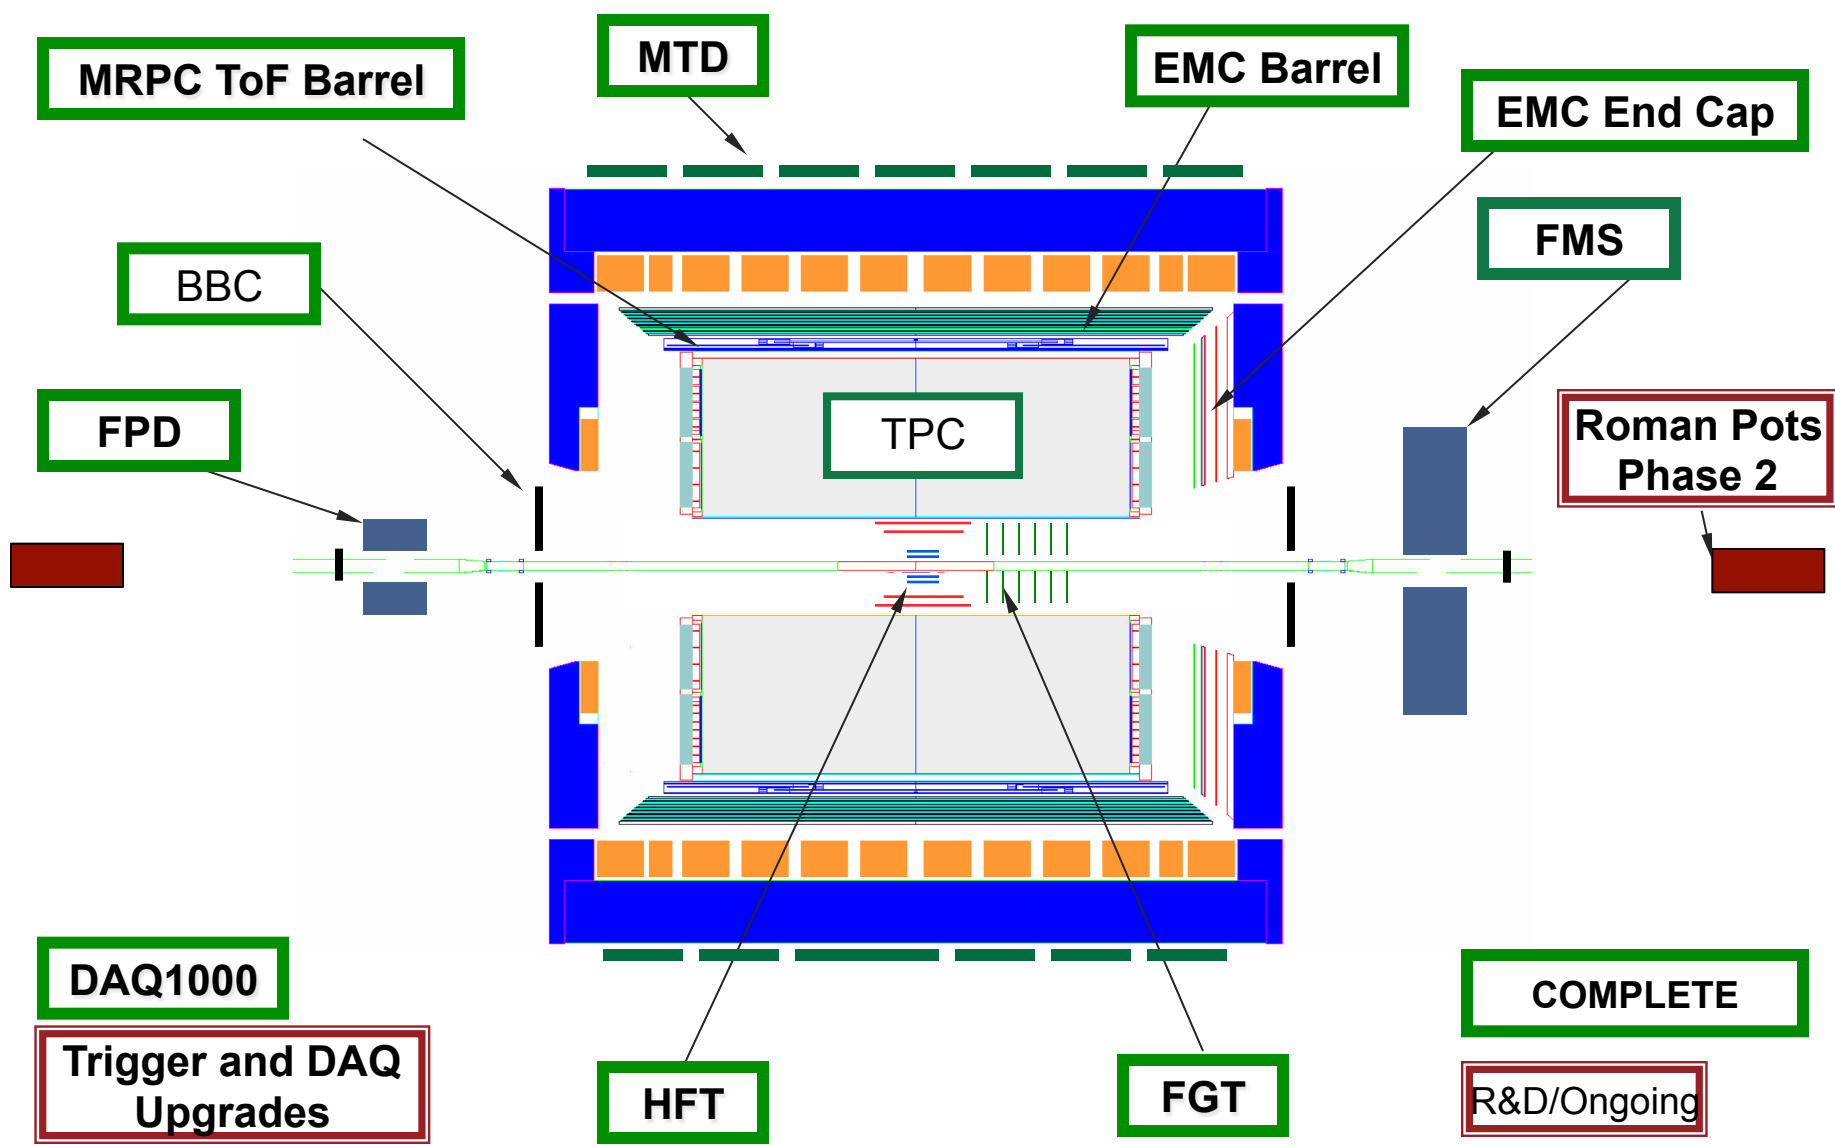 MRPC ToF Barrel
MTD
EMC Barrel
EMC End Cap
BBC
FMS
FPD
TPC
Roman Pots
Phase 2
DAQ1000
COMPLETE
Trigger and DAQ
Upgrades
HFT
FGT
R&D/Ongoing